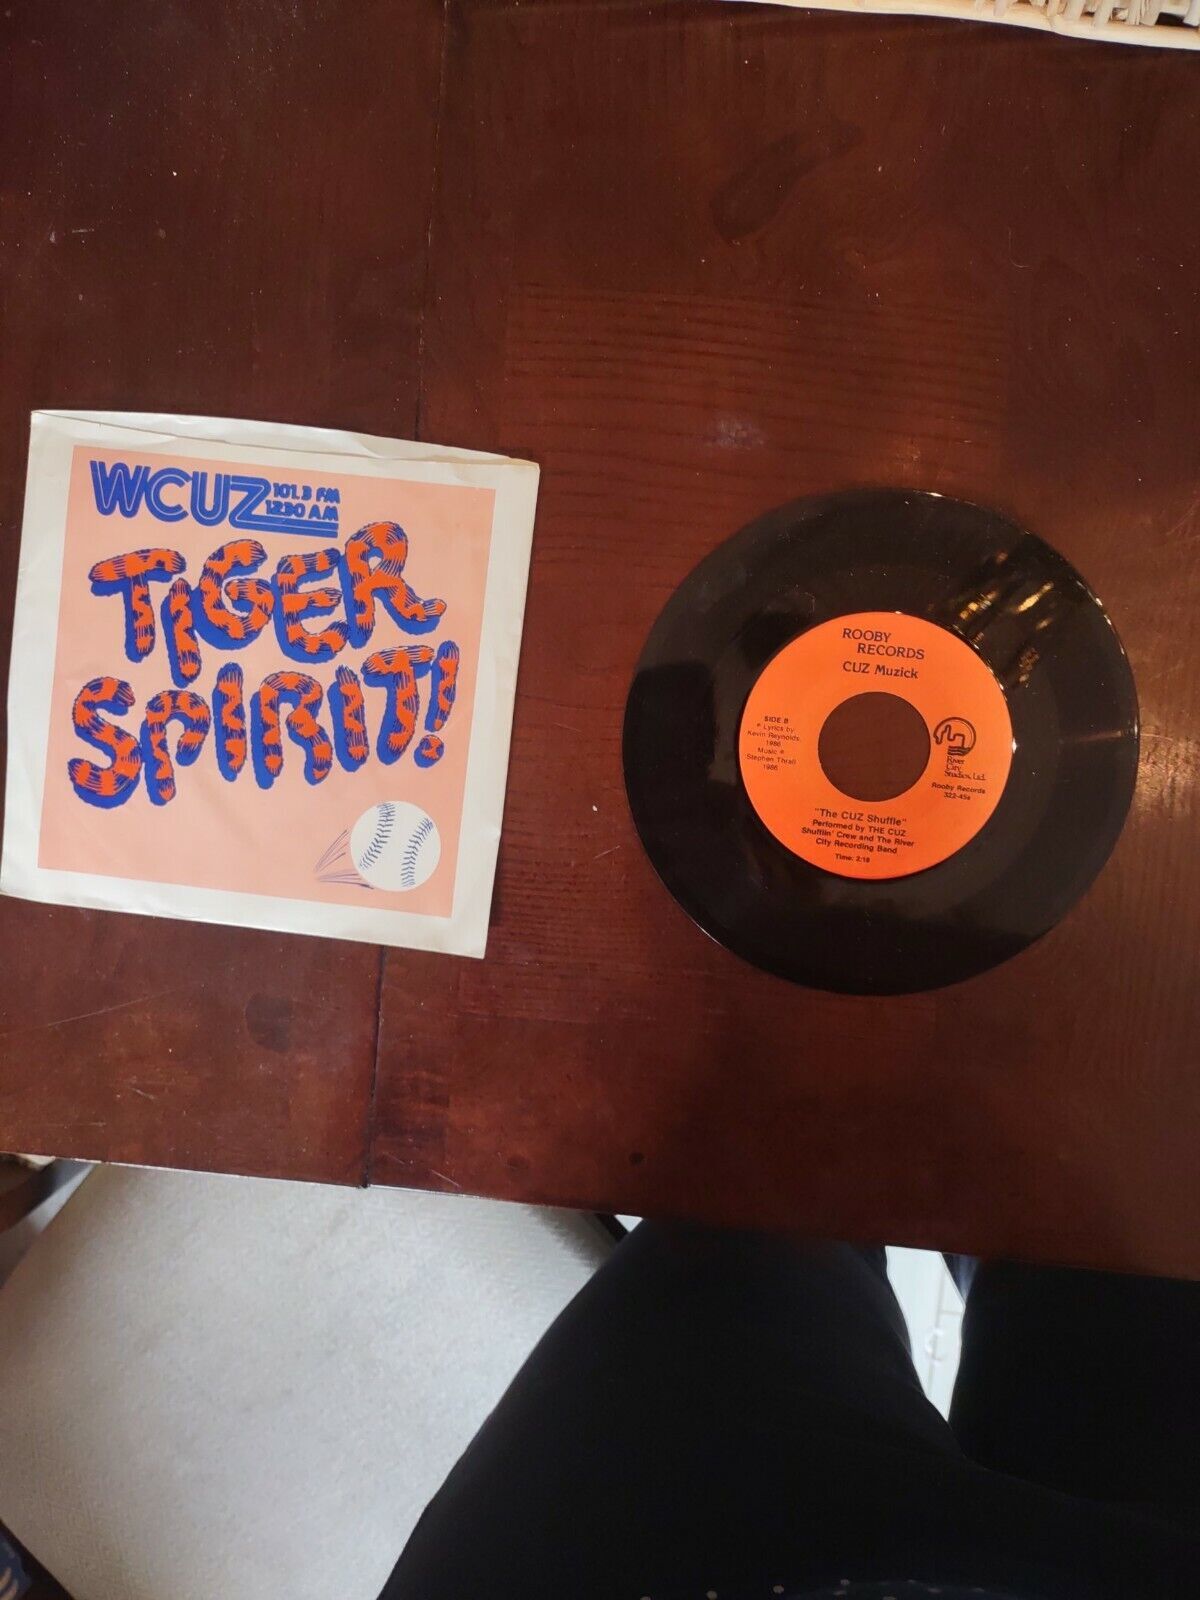 WCUZ 101.3 FM
1230 AM
TIGER
SPIRIT!
ROOBY
RECORDS
CUZ Muzick
SIDE B
℗ Lyrics by
Kevin Reynolds,
1986
Music ©
Stephen Thrall
1986
River
City
Studios, Ltd.
Rooby Records
322-45s
"The CUZ Shuffle"
Performed by THE CUZ
Shufflin' Crew and The River
City Recording Band
Time: 2:18